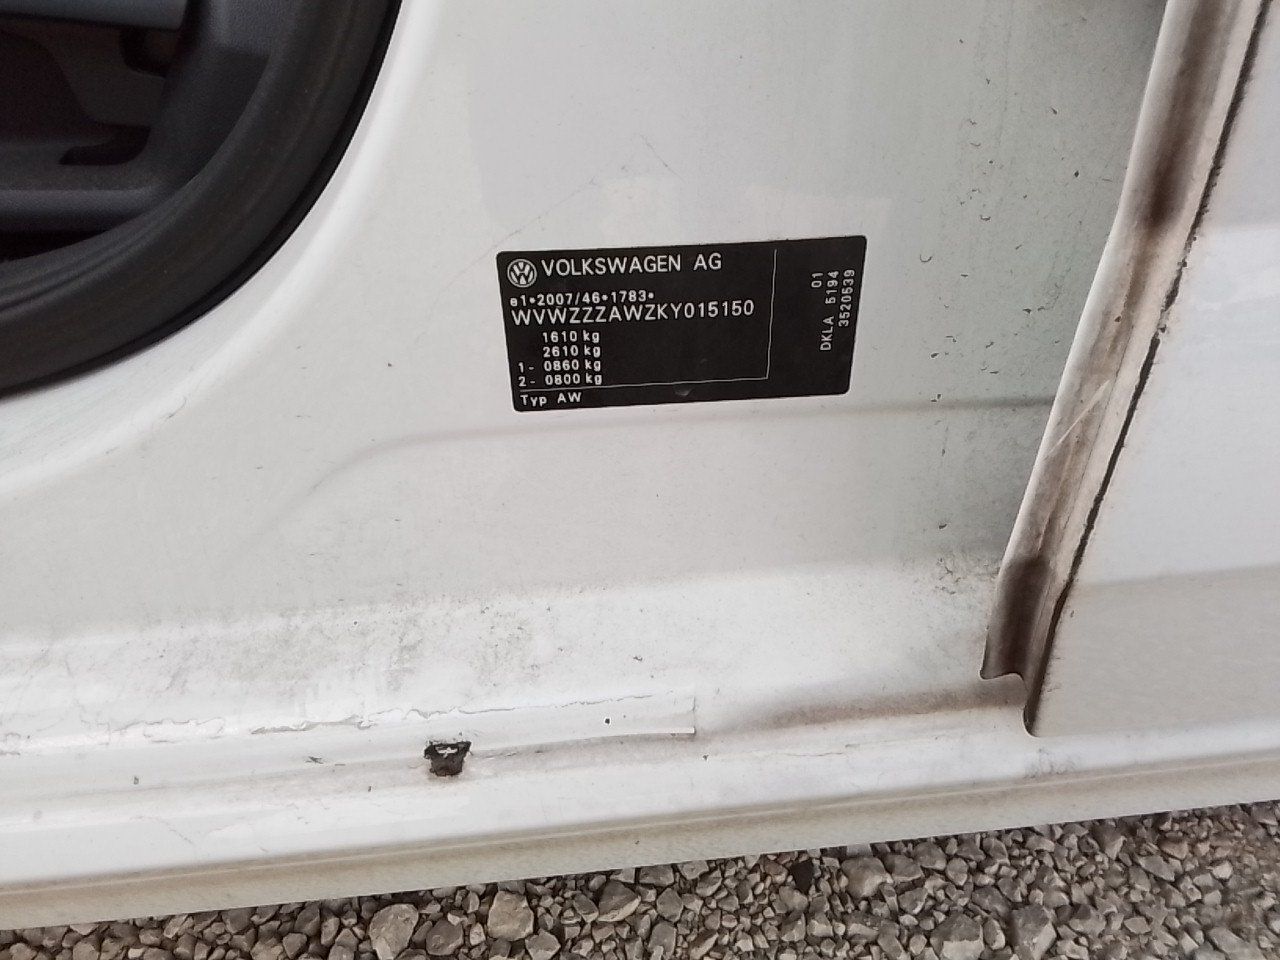 VOLKSWAGEN AG
e1*2007/46*1783*
WVWZZZAWZKY015150
1610 kg
2610 kg
1- 0860 kg
2- 0800 kg
Typ AW
01
DKLA 5194
3520539